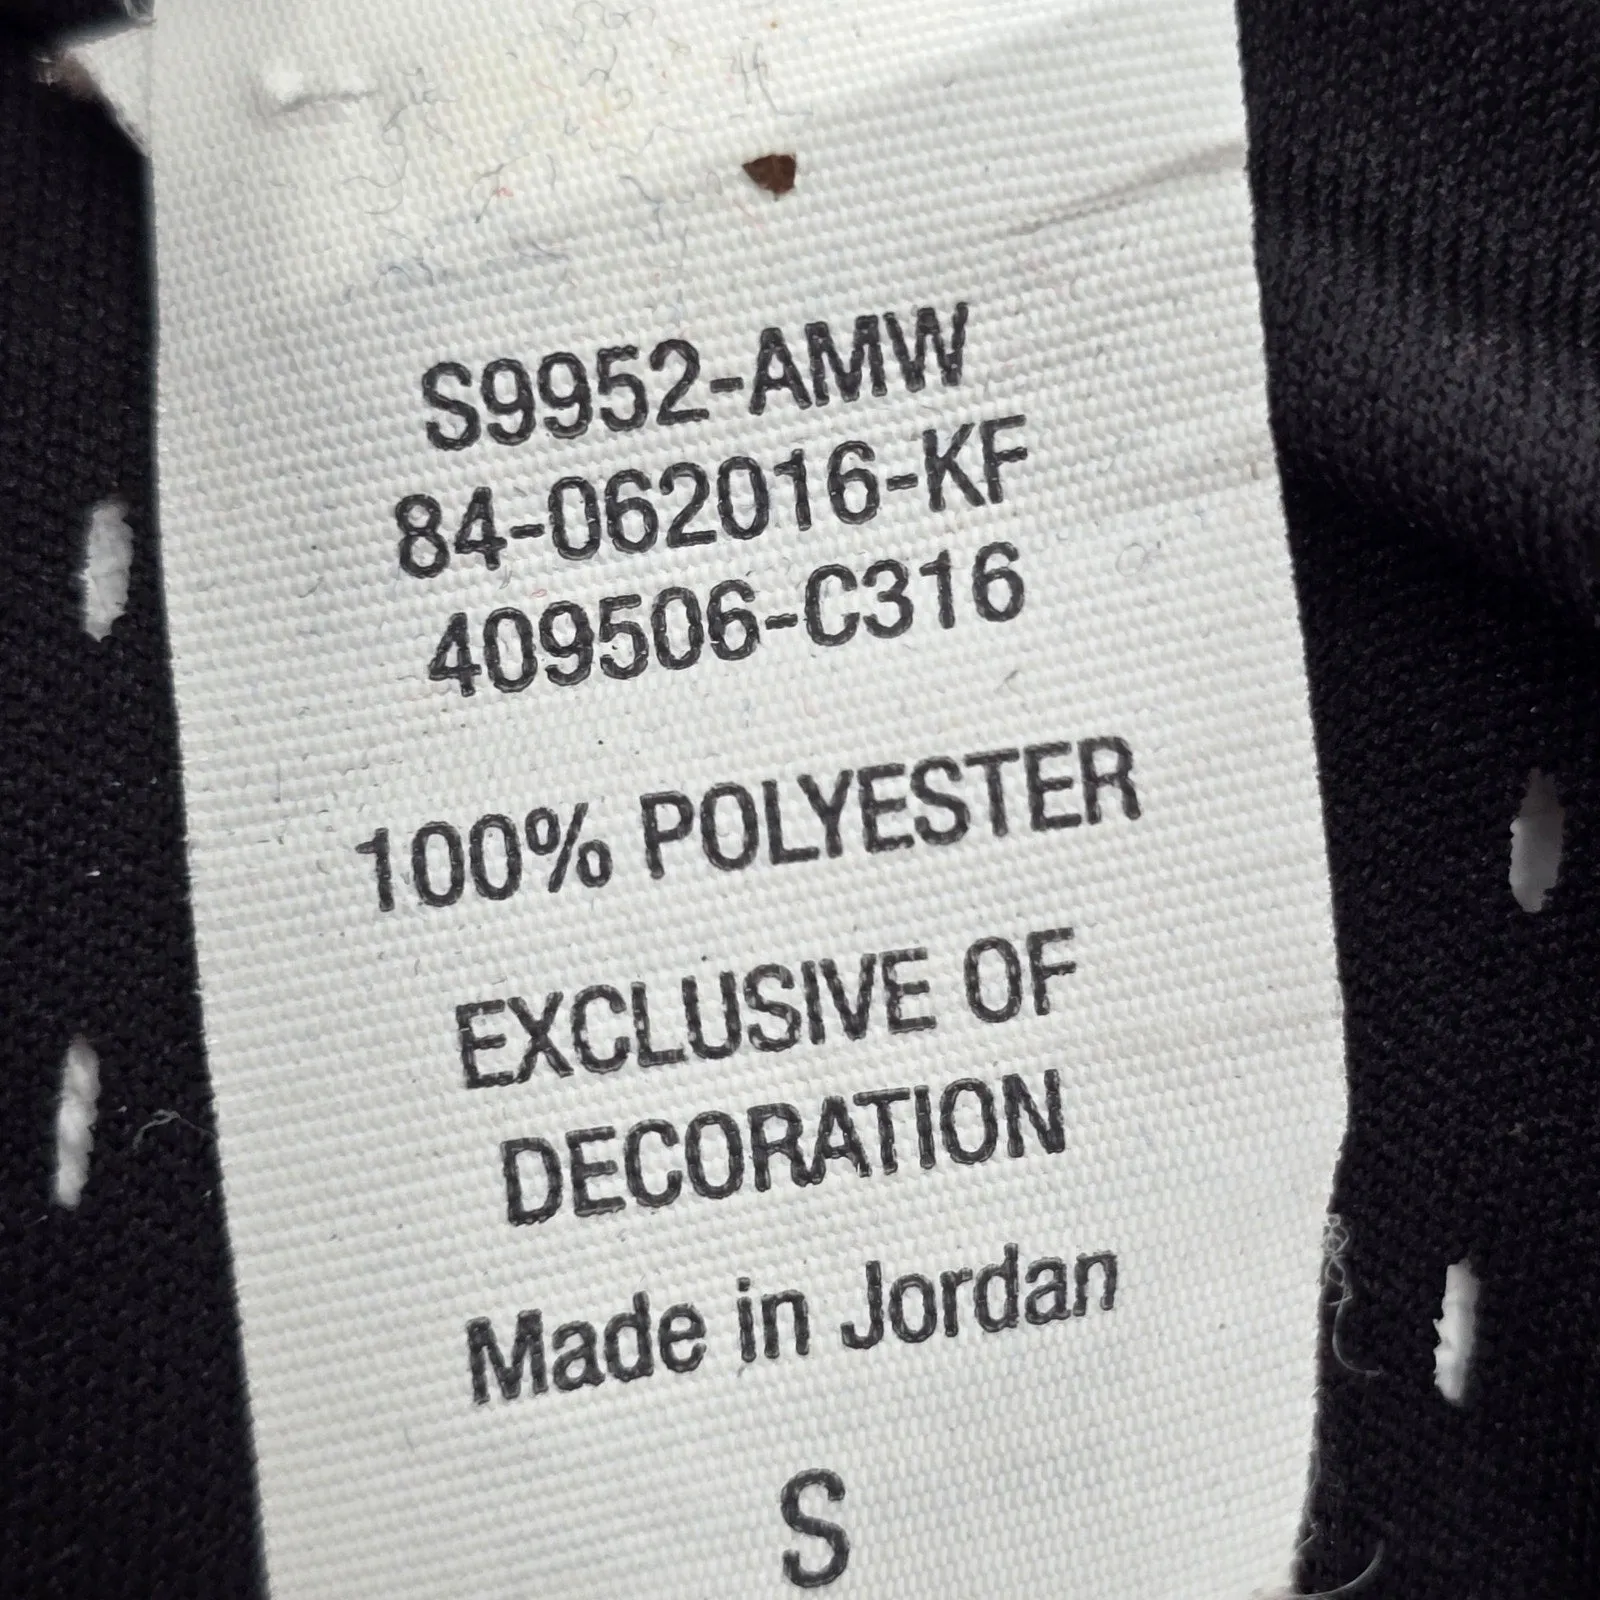 S9952-AMW
84-062016-KF
409506-C316
100% POLYESTER
EXCLUSIVE OF
DECORATION
Made in Jordan
S